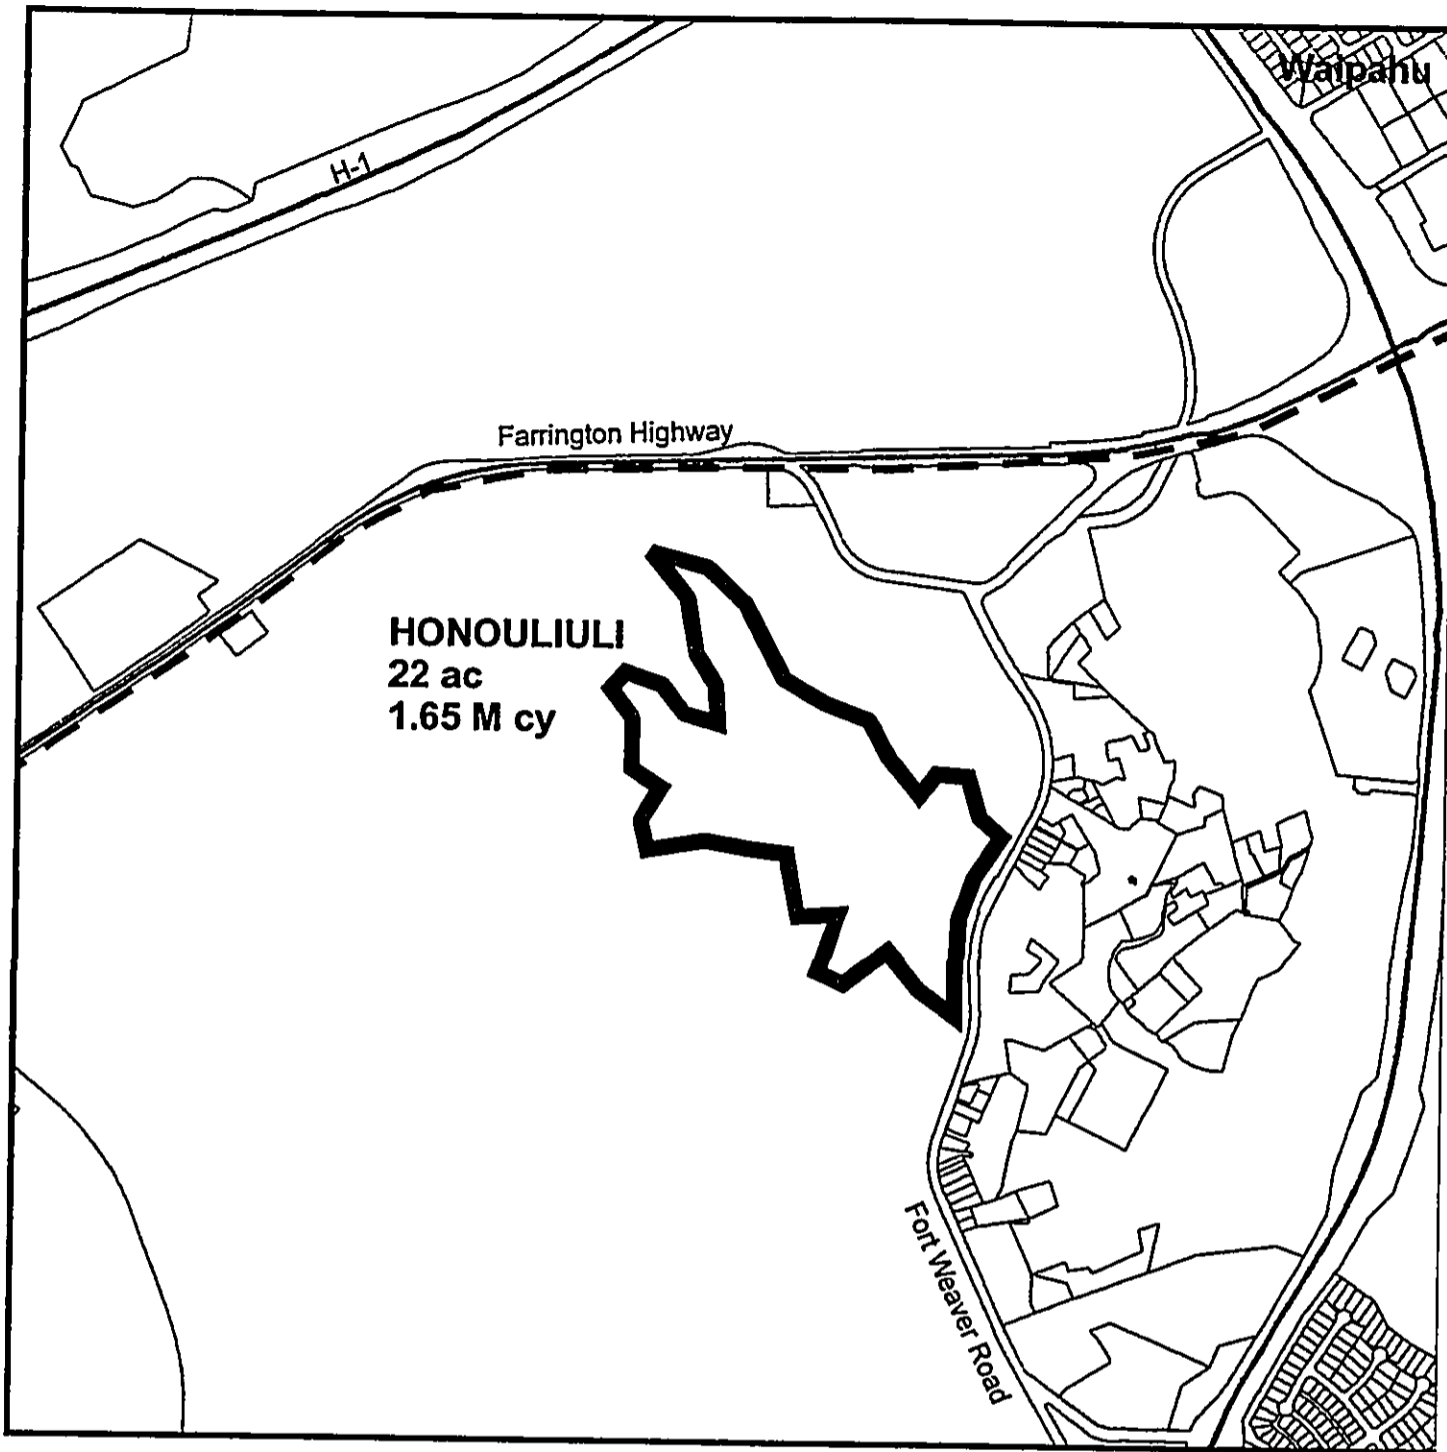 Waipahu
H-1
Farrington Highway
HONOULIULI
22 ac
1.65 M cy
Fort Weaver Road